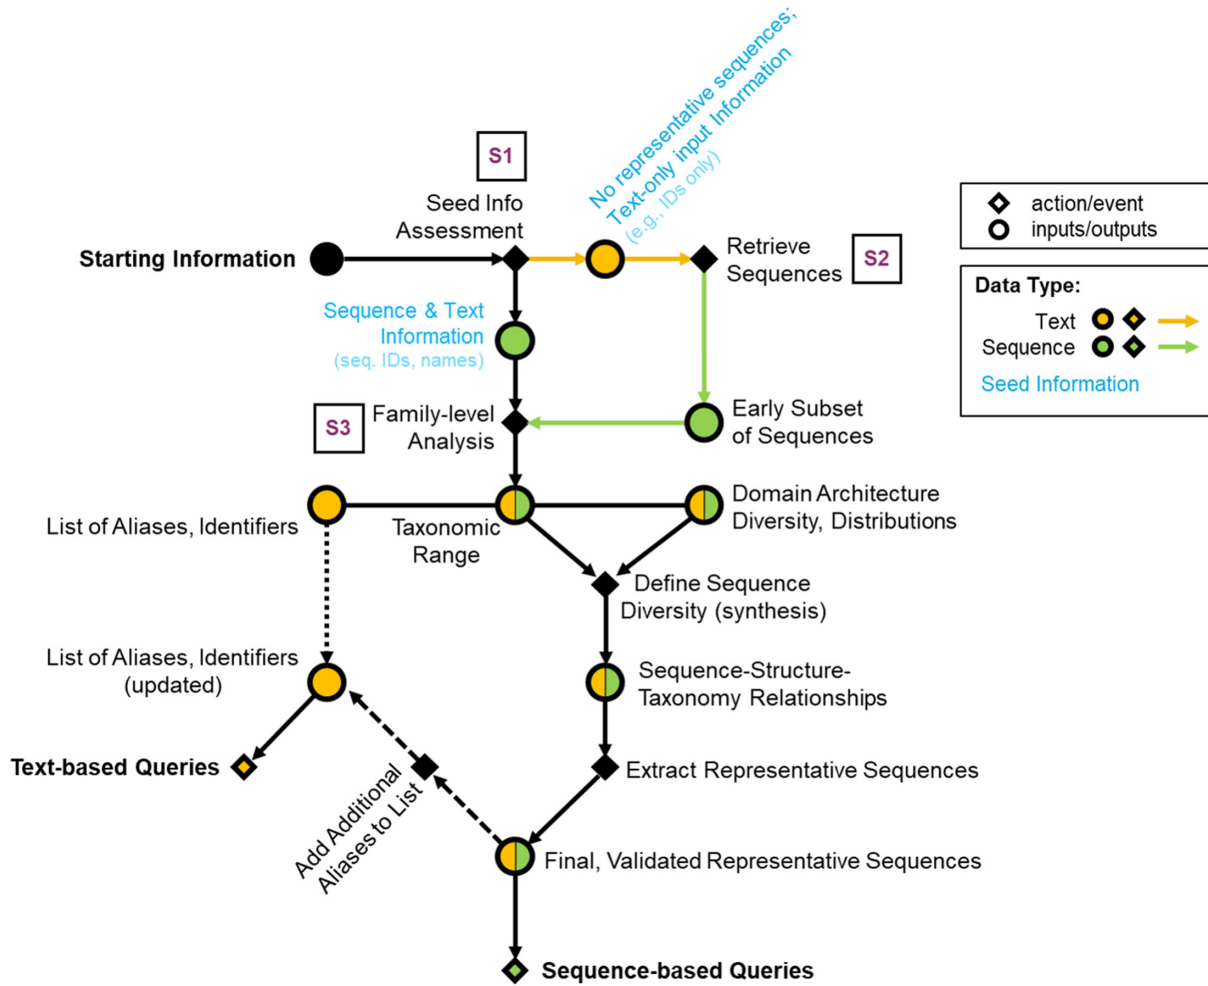 No representative sequences;
Text-only input Information
(e.g., IDs only)
S1
Seed Info
Assessment
Starting Information
Retrieve
Sequences
S2
action/event
inputs/outputs
Data Type:
Text
Sequence
Seed Information
Sequence & Text
Information
(seq. IDs, names)
S3
Family-level
Analysis
Early Subset
of Sequences
List of Aliases, Identifiers
Taxonomic
Range
Domain Architecture
Diversity, Distributions
Define Sequence
Diversity (synthesis)
List of Aliases, Identifiers
(updated)
Sequence-Structure-
Taxonomy Relationships
Text-based Queries
Add Additional
Aliases to List
Extract Representative Sequences
Final, Validated Representative Sequences
Sequence-based Queries